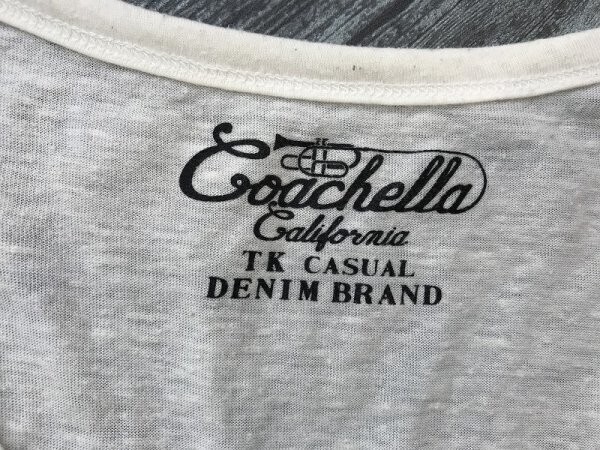 Coachella
California
TK CASUAL
DENIM BRAND